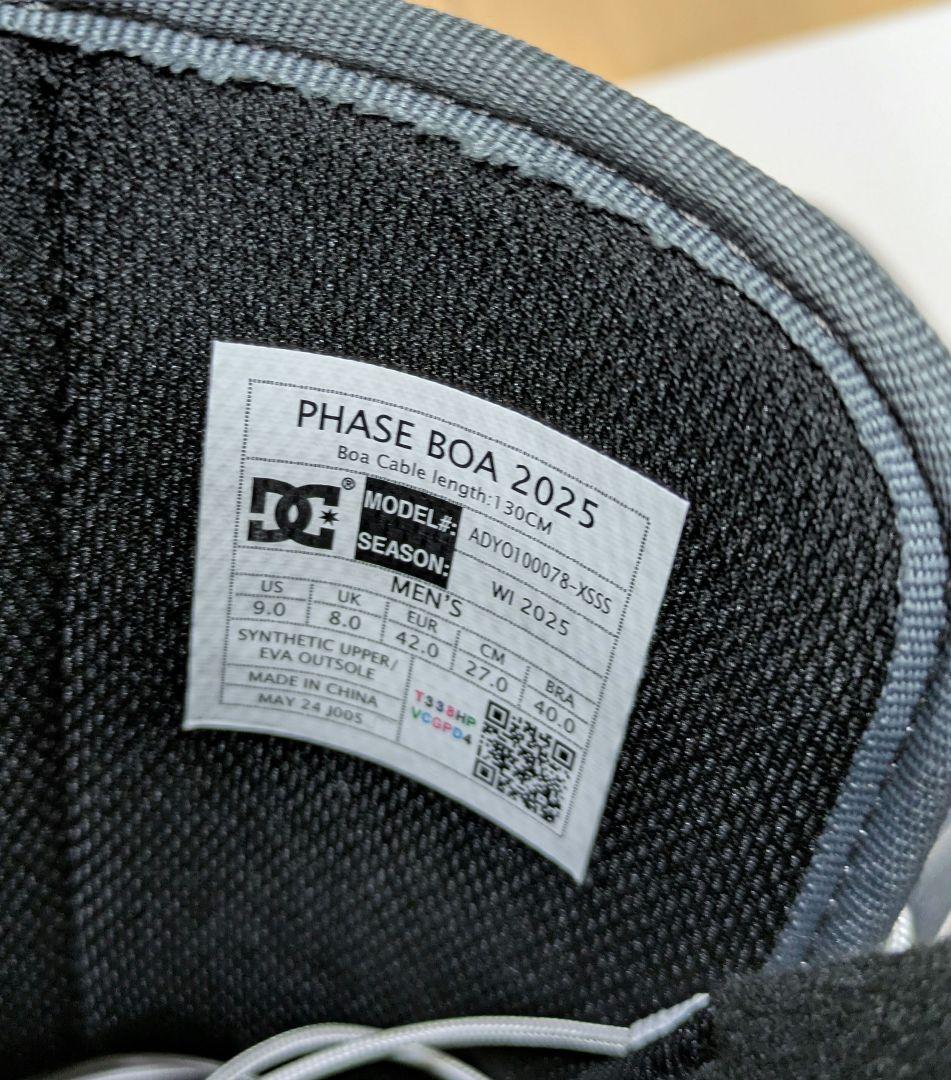 PHASE BOA 2025
Boa Cable length:130CM
DC® MODEL#: ADYO100078-XSSS
SEASON: WI 2025
MEN'S
US UK EUR CM BRA
9.0 8.0 42.0 27.0 40.0
SYNTHETIC UPPER/
EVA OUTSOLE
MADE IN CHINA
MAY 24 J005
T338HP
VCGPD4